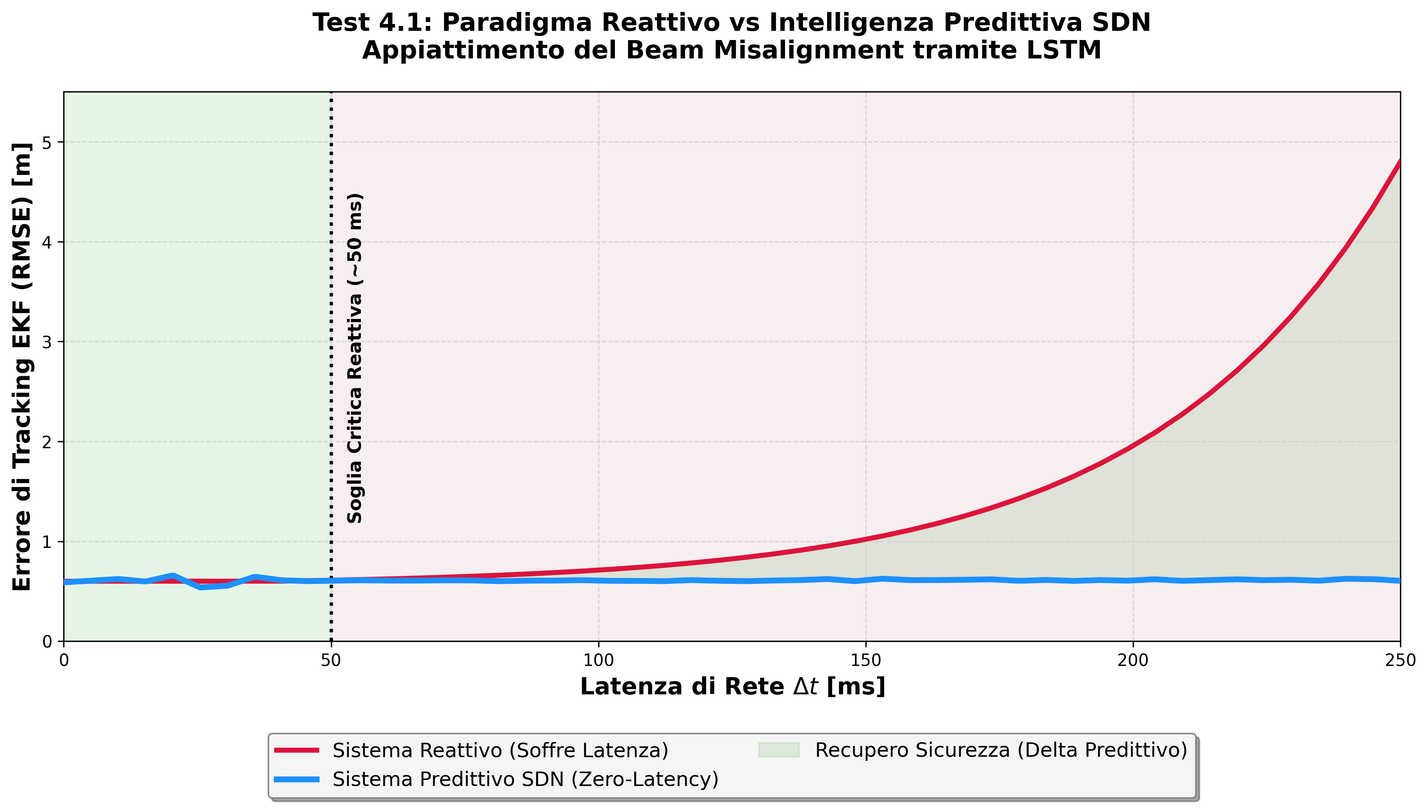 Test 4.1: Paradigma Reattivo vs Intelligenza Predittiva SDN
Appiattimento del Beam Misalignment tramite LSTM
Errore di Tracking EKF (RMSE) [m]
5
4
3
2
1
0
Soglia Critica Reattiva (~50 ms)
0 50 100 150 200 250
Latenza di Rete Δt [ms]
Sistema Reattivo (Soffre Latenza)
Sistema Predittivo SDN (Zero-Latency)
Recupero Sicurezza (Delta Predittivo)